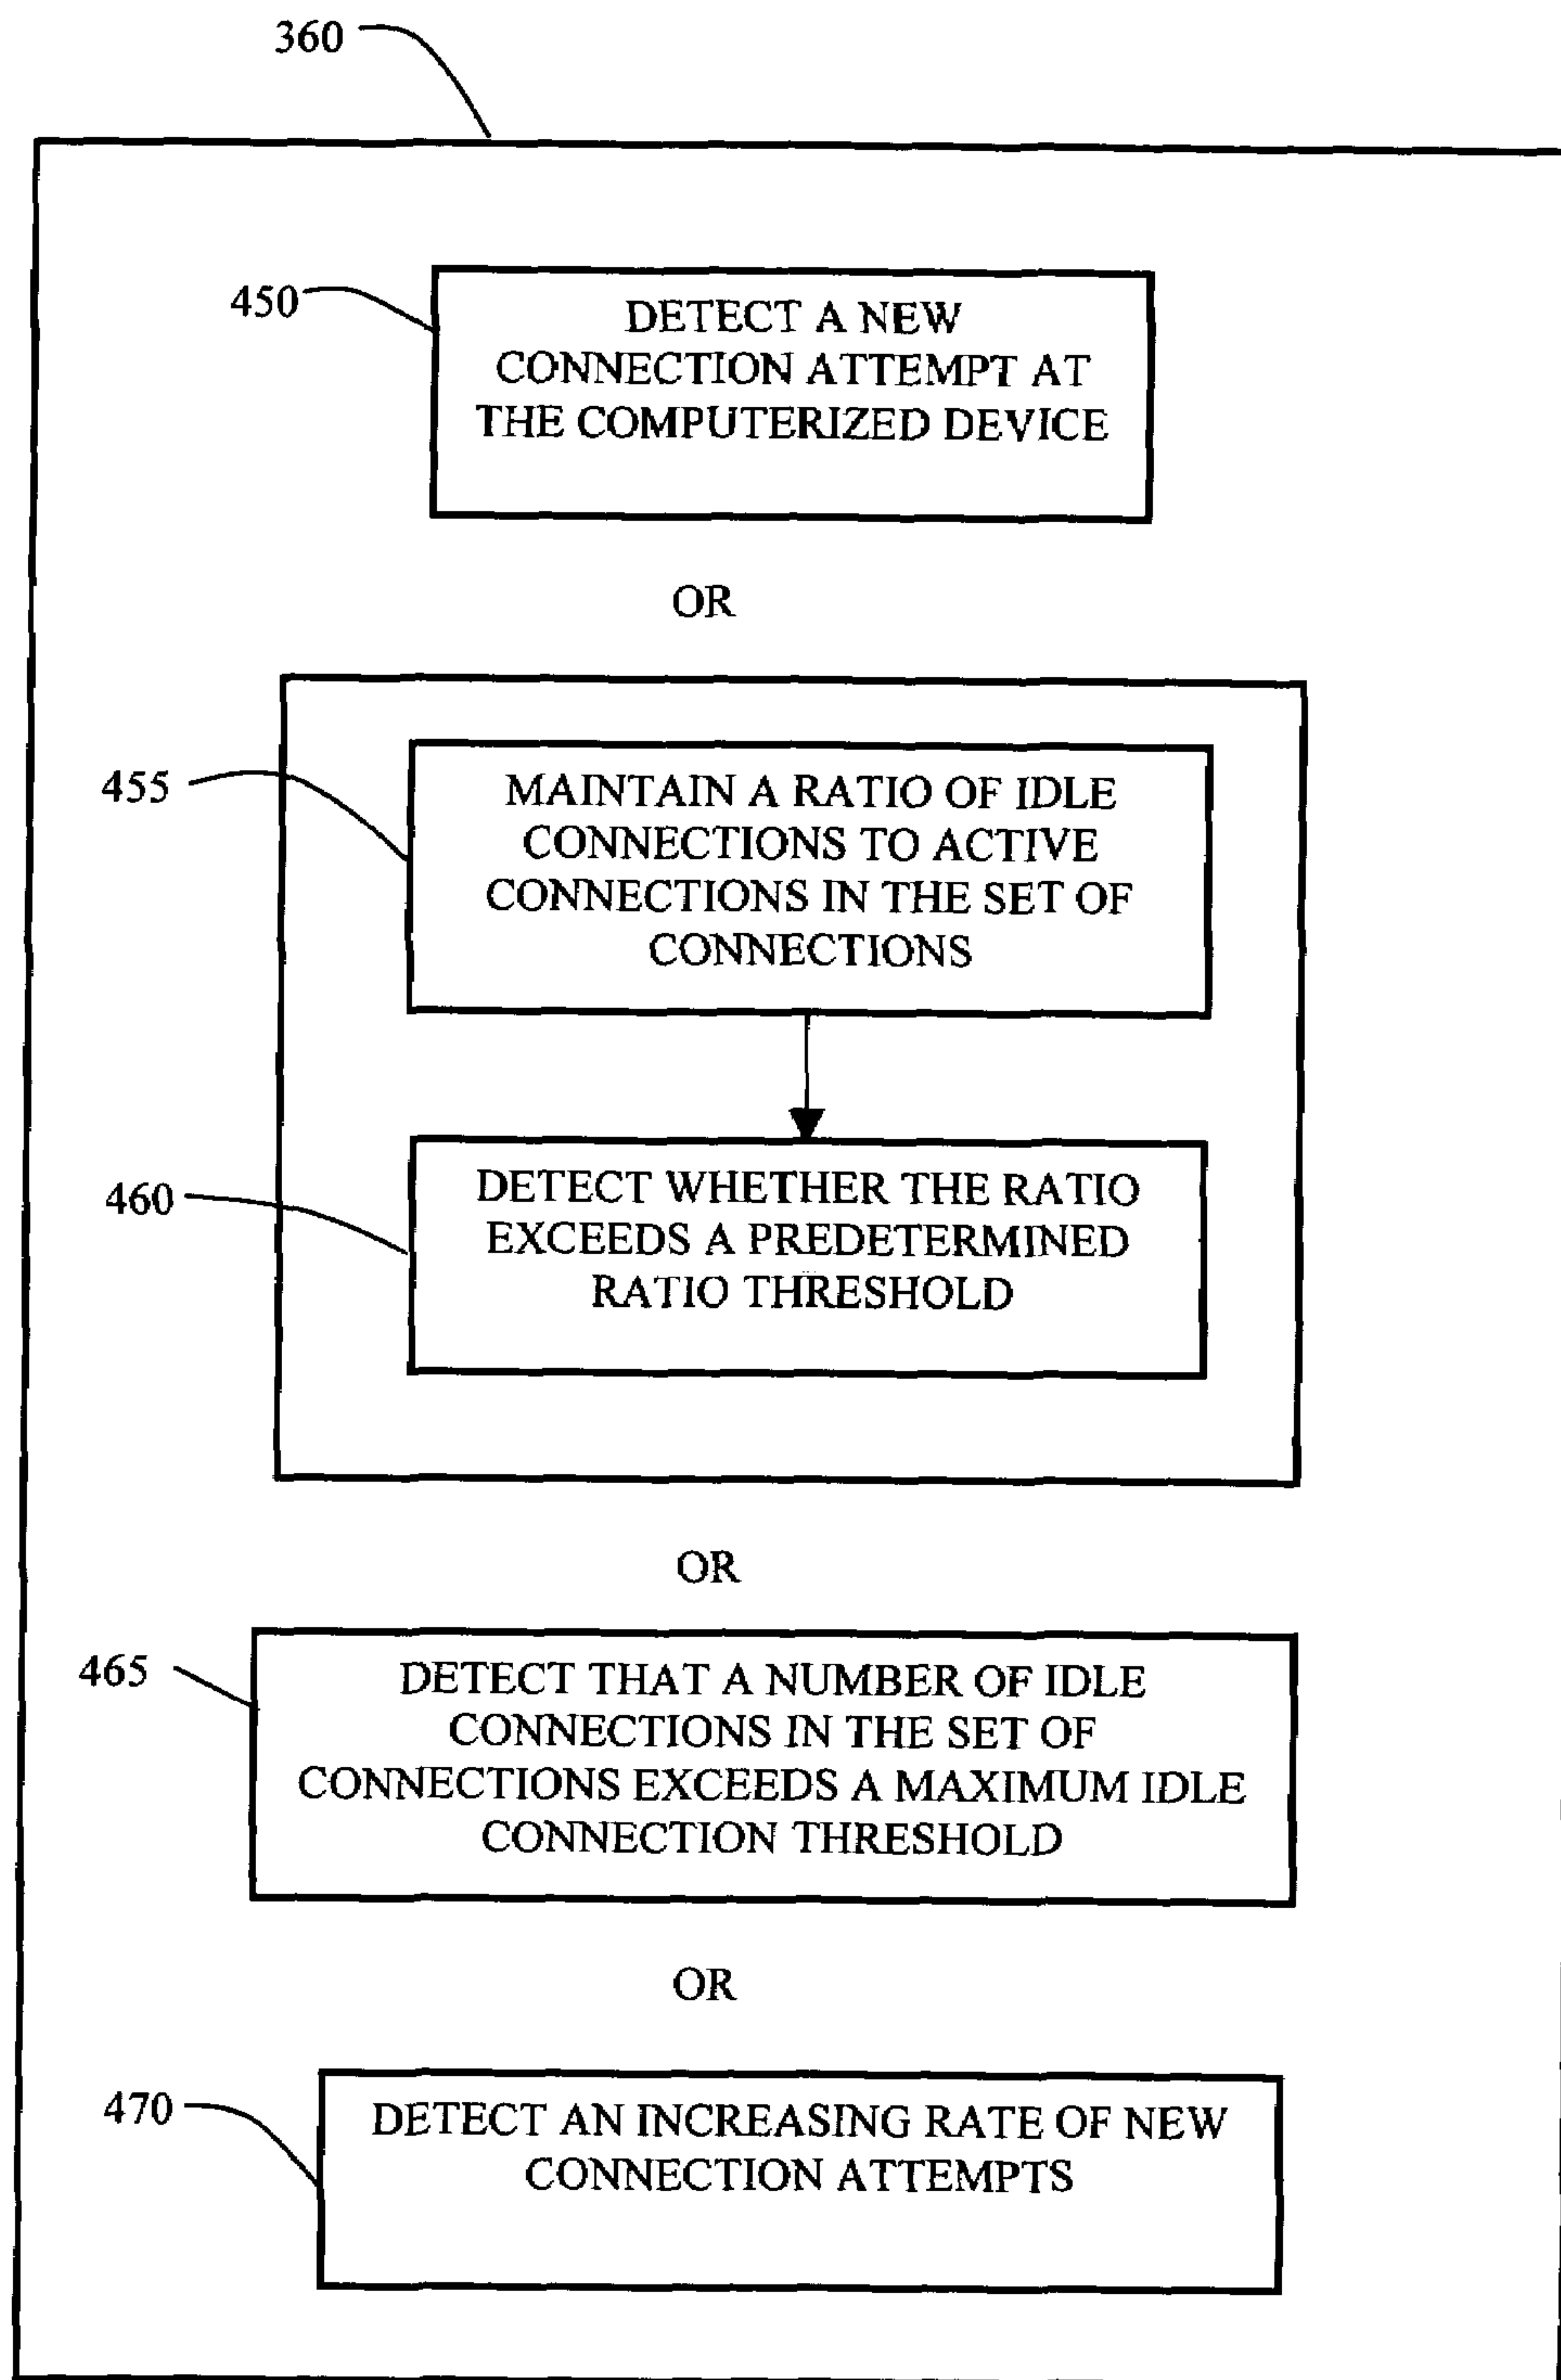 360
450
DETECT A NEW
CONNECTION ATTEMPT AT
THE COMPUTERIZED DEVICE
OR
455
MAINTAIN A RATIO OF IDLE
CONNECTIONS TO ACTIVE
CONNECTIONS IN THE SET OF
CONNECTIONS
460
DETECT WHETHER THE RATIO
EXCEEDS A PREDETERMINED
RATIO THRESHOLD
OR
465
DETECT THAT A NUMBER OF IDLE
CONNECTIONS IN THE SET OF
CONNECTIONS EXCEEDS A MAXIMUM IDLE
CONNECTION THRESHOLD
OR
470
DETECT AN INCREASING RATE OF NEW
CONNECTION ATTEMPTS